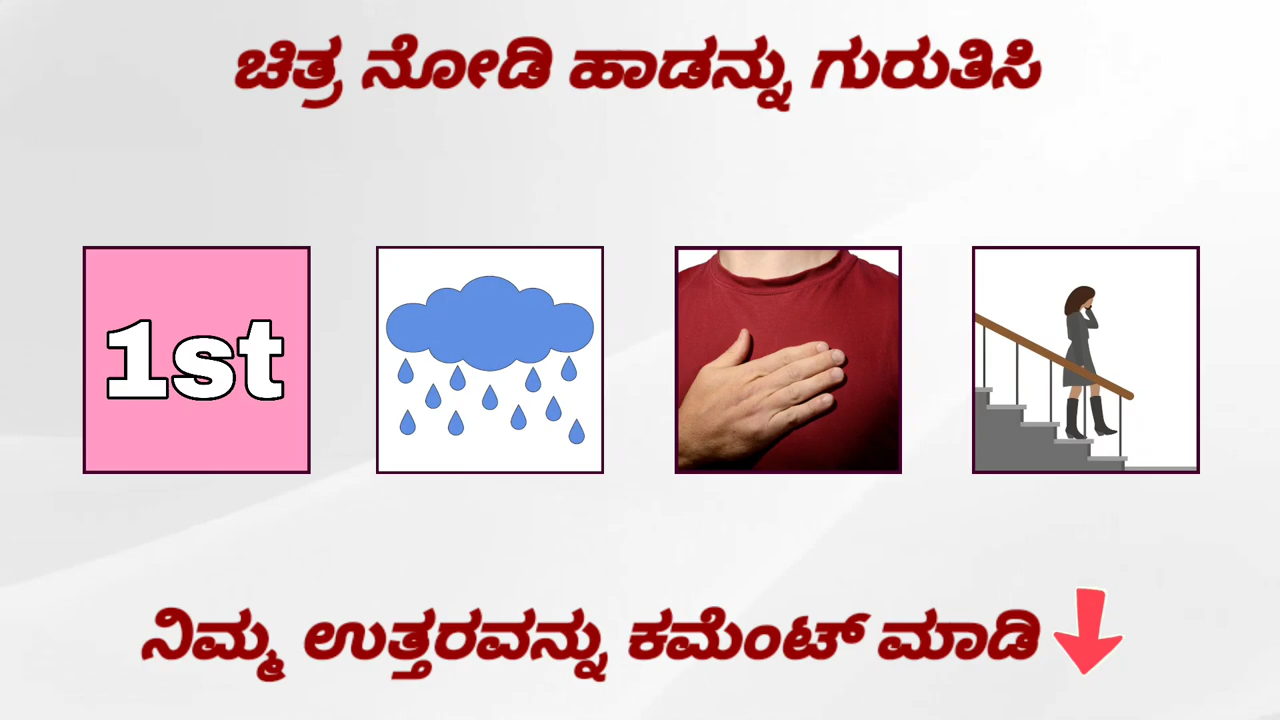 ಚಿತ್ರ ನೋಡಿ ಹಾಡನ್ನು ಗುರುತಿಸಿ
1st
ನಿಮ್ಮ ಉತ್ತರವನ್ನು ಕಮೆಂಟ್ ಮಾಡಿ